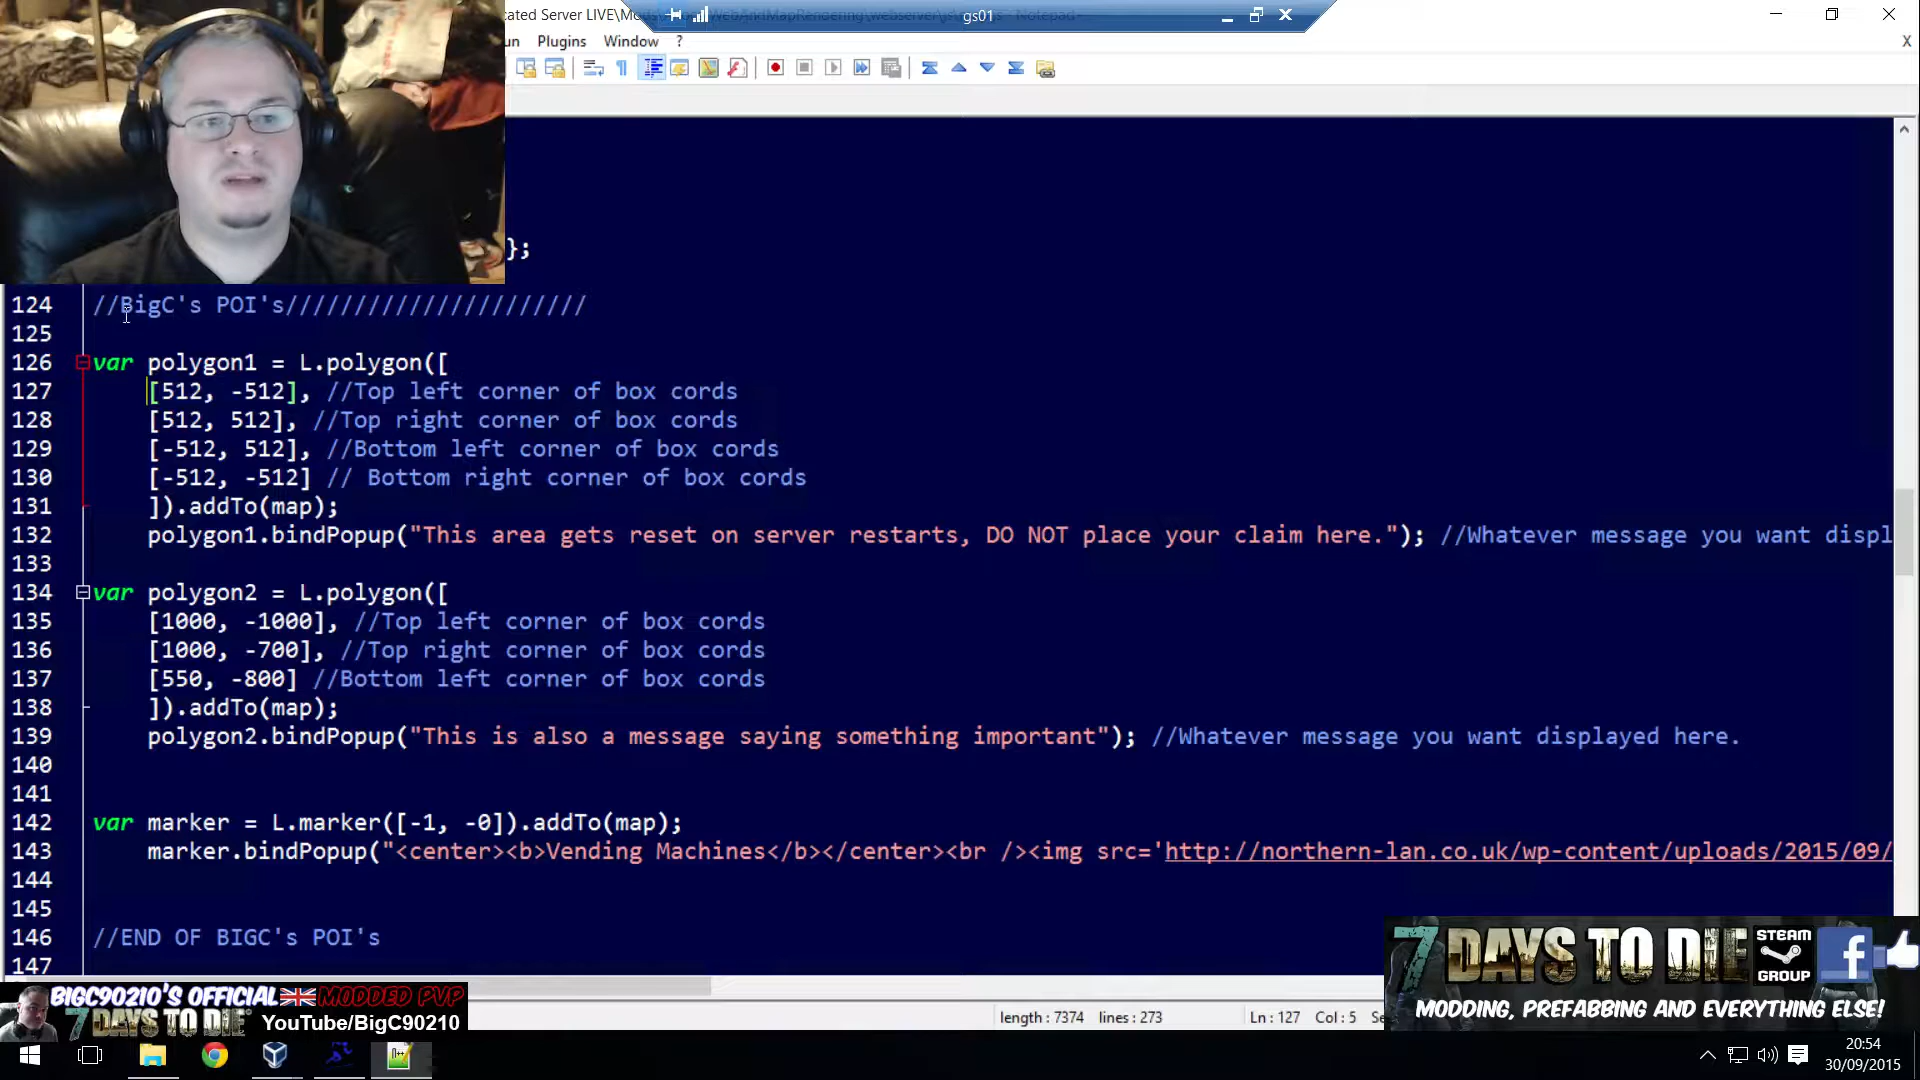 cated Server LIVE\Mods\
WebAndMapRendering\webserver\js
Notepad
gs01
un Plugins Window ?
X
};
124 //BigC's POI's//////////////////////
125
126 var polygon1 = L.polygon([
127 [512, -512], //Top left corner of box cords
128 [512, 512], //Top right corner of box cords
129 [-512, 512], //Bottom left corner of box cords
130 [-512, -512] // Bottom right corner of box cords
131 ]).addTo(map);
132 polygon1.bindPopup("This area gets reset on server restarts, DO NOT place your claim here."); //Whatever message you want displ
133
134 var polygon2 = L.polygon([
135 [1000, -1000], //Top left corner of box cords
136 [1000, -700], //Top right corner of box cords
137 [550, -800] //Bottom left corner of box cords
138 ]).addTo(map);
139 polygon2.bindPopup("This is also a message saying something important"); //Whatever message you want displayed here.
140
141
142 var marker = L.marker([-1, -0]).addTo(map);
143 marker.bindPopup("<center><b>Vending Machines</b></center><br /><img src='http://northern-lan.co.uk/wp-content/uploads/2015/09/
144
145
146 //END OF BIGC's POI's
147
7 DAYS TO DIE
STEAM
GROUP
f
MODDING, PREFABBING AND EVERYTHING ELSE!
BIGC90210'S OFFICIAL MODDED PVP
7 DAYS TO DIE YouTube/BigC90210
length : 7374 lines : 273
Ln : 127 Col : 5 Se
20:54
30/09/2015